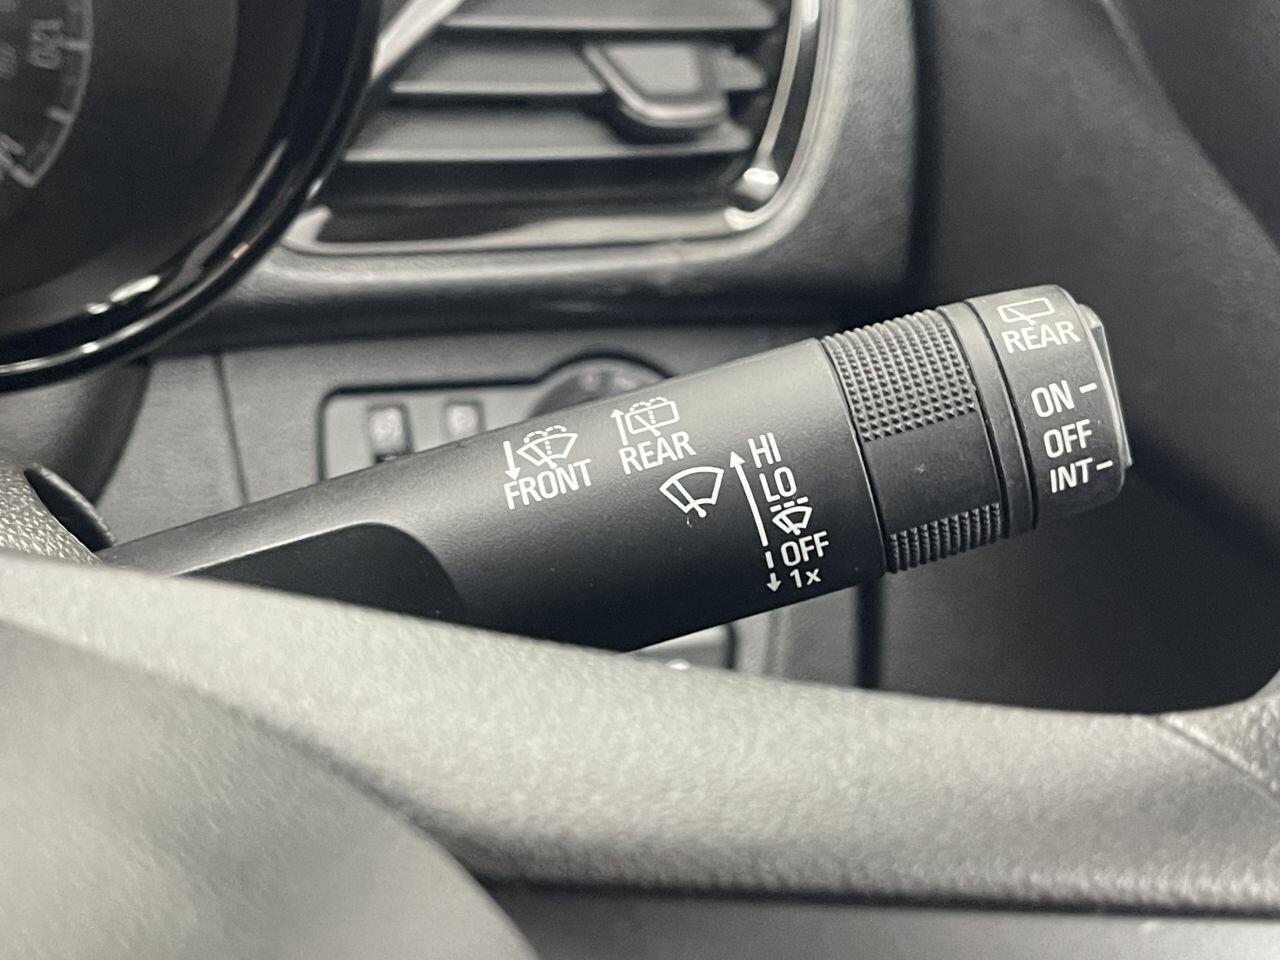 FRONT
REAR
HI
LO
OFF
1x
REAR
ON
OFF
INT